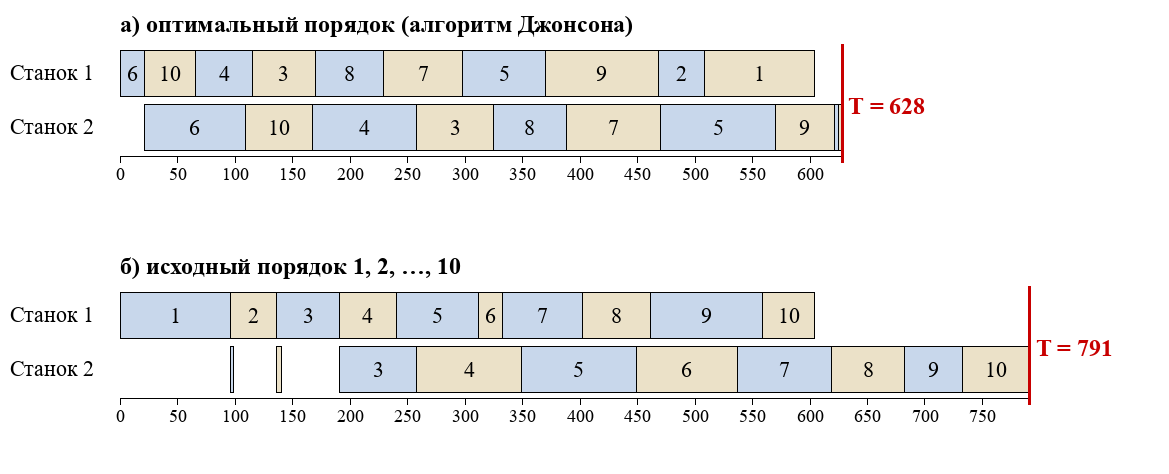 а) оптимальный порядок (алгоритм Джонсона)
Станок 1 6 10 4 3 8 7 5 9 2 1
T = 628
Станок 2 6 10 4 3 8 7 5 9
0 50 100 150 200 250 300 350 400 450 500 550 600
б) исходный порядок 1, 2, …, 10
Станок 1 1 2 3 4 5 6 7 8 9 10
T = 791
Станок 2 3 4 5 6 7 8 9 10
0 50 100 150 200 250 300 350 400 450 500 550 600 650 700 750